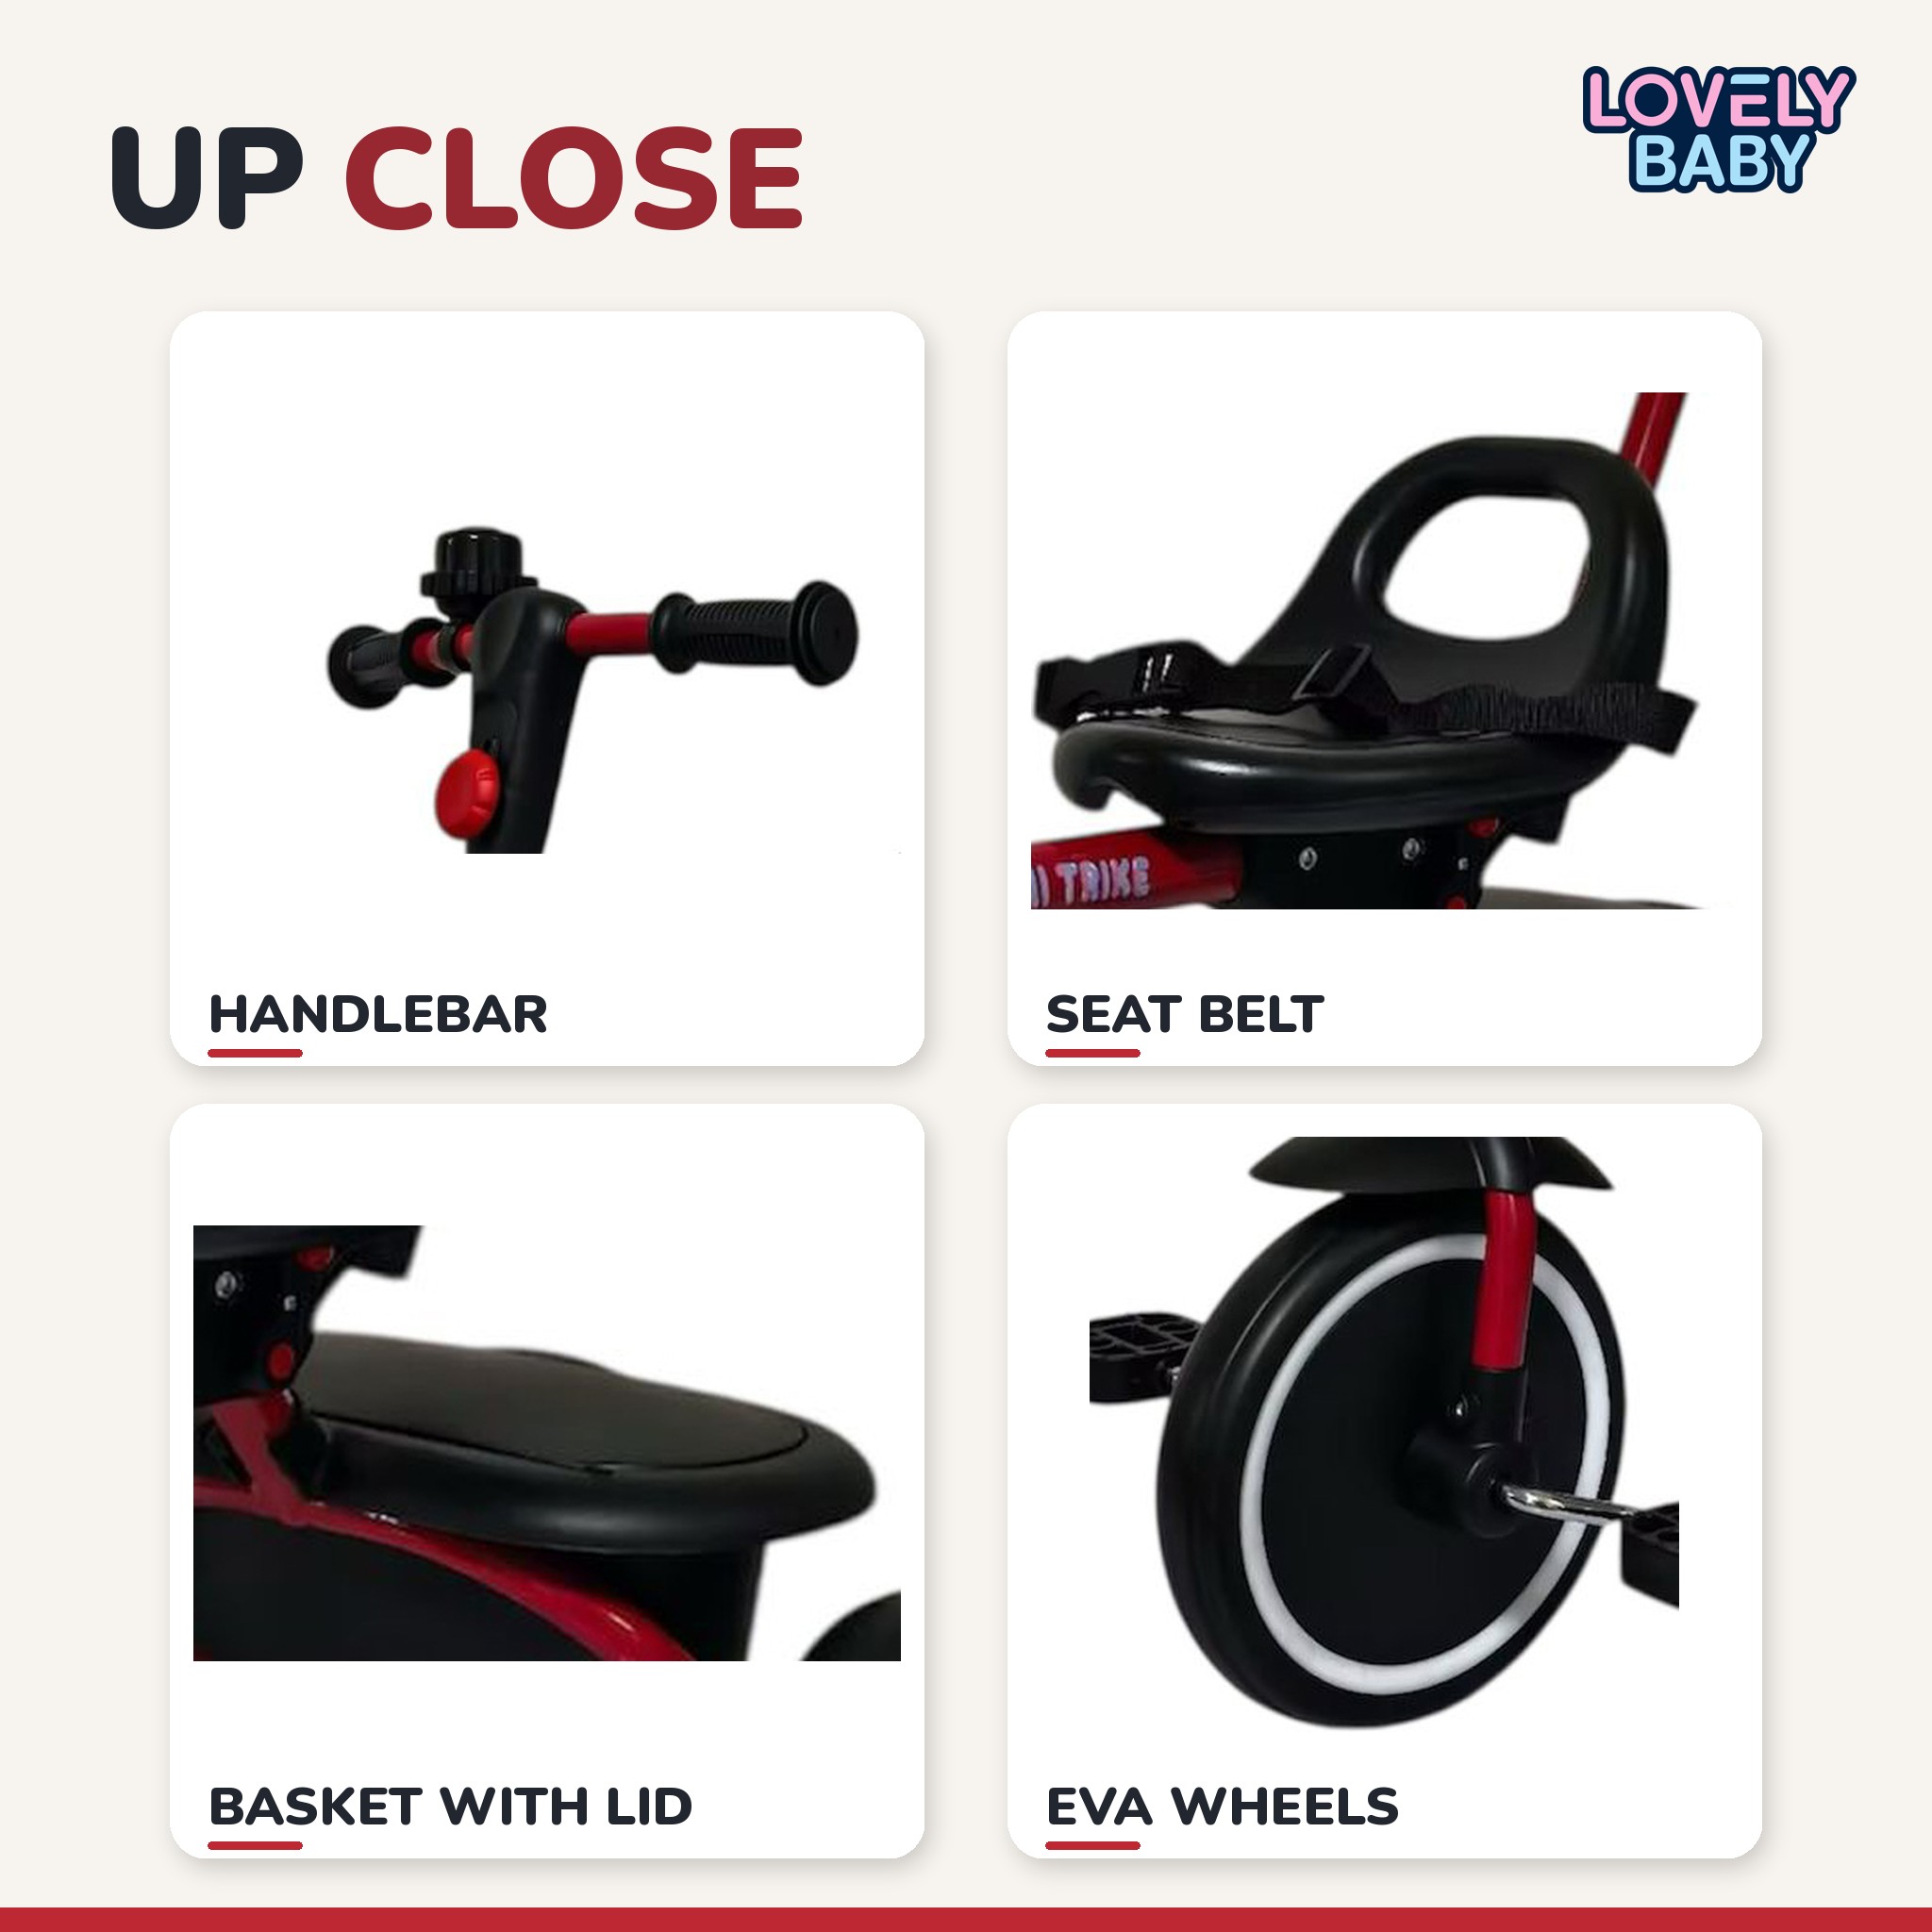 UP CLOSE
LOVELY
BABY
HANDLEBAR
SEAT BELT
TRIKE
BASKET WITH LID
EVA WHEELS